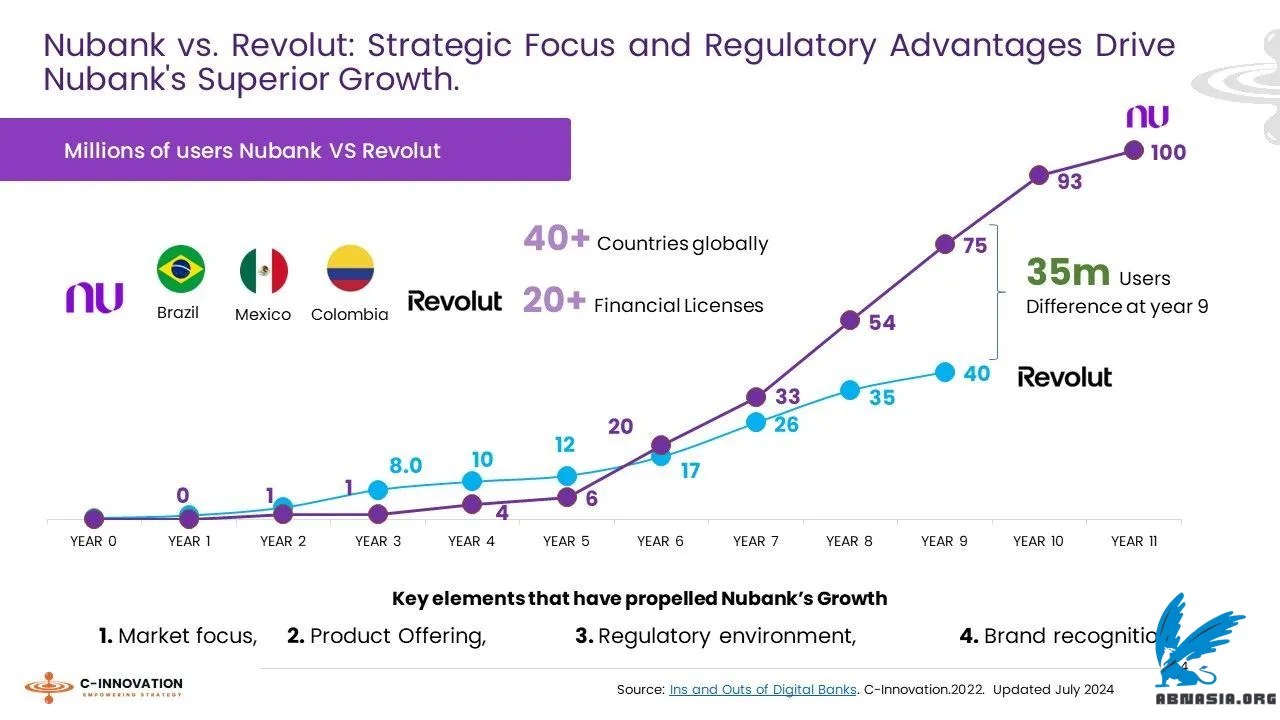 Nubank vs. Revolut: Strategic Focus and Regulatory Advantages Drive
Nubank's Superior Growth.
Millions of users Nubank VS Revolut
nu
100
93
75
54
33
20
6
4
1
1
0
8.0
10
12
17
26
35
40
Revolut
35m Users
Difference at year 9
nu
Brazil
Mexico
Colombia
Revolut
40+ Countries globally
20+ Financial Licenses
YEAR 0
YEAR 1
YEAR 2
YEAR 3
YEAR 4
YEAR 5
YEAR 6
YEAR 7
YEAR 8
YEAR 9
YEAR 10
YEAR 11
Key elements that have propelled Nubank’s Growth
1. Market focus, 2. Product Offering, 3. Regulatory environment, 4. Brand recognitio
C-INNOVATION
EMPOWERING STRATEGY
Source: Ins and Outs of Digital Banks. C-Innovation.2022. Updated July 2024
4
ABNASIA.ORG